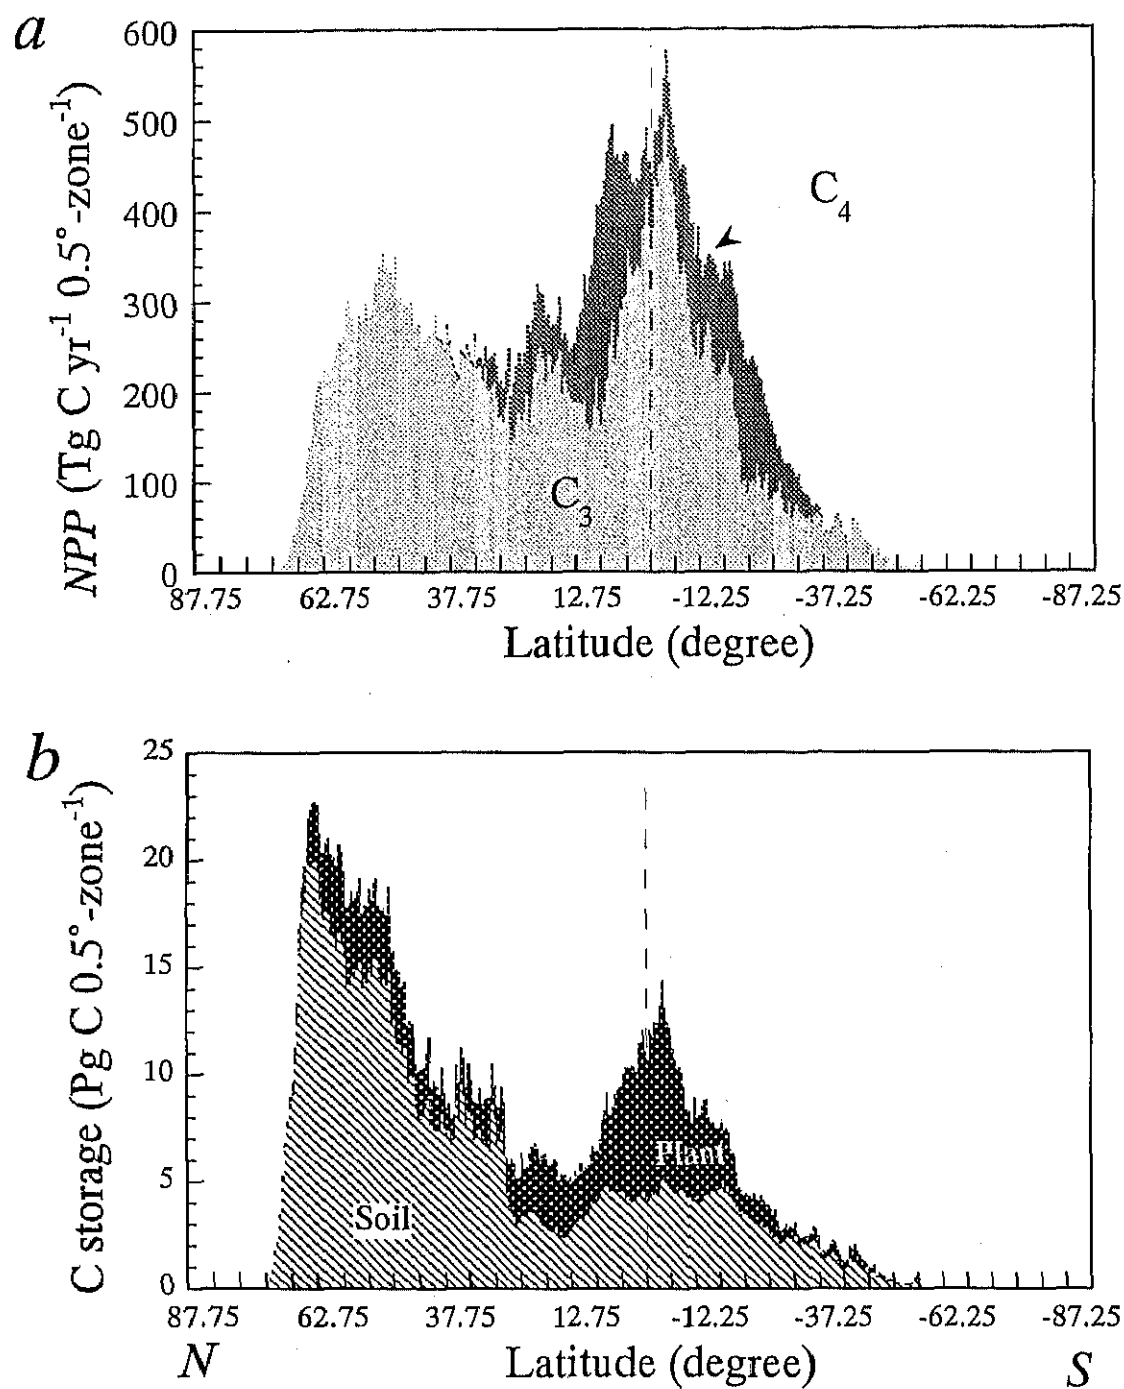 a
600
500
400
300
200
100
0
NPP (Tg C yr⁻¹ 0.5°-zone⁻¹)
C₄
C₃
87.75 62.75 37.75 12.75 -12.25 -37.25 -62.25 -87.25
Latitude (degree)
b
25
20
15
10
5
0
C storage (Pg C 0.5°-zone⁻¹)
Plant
Soil
87.75 62.75 37.75 12.75 -12.25 -37.25 -62.25 -87.25
N Latitude (degree) S